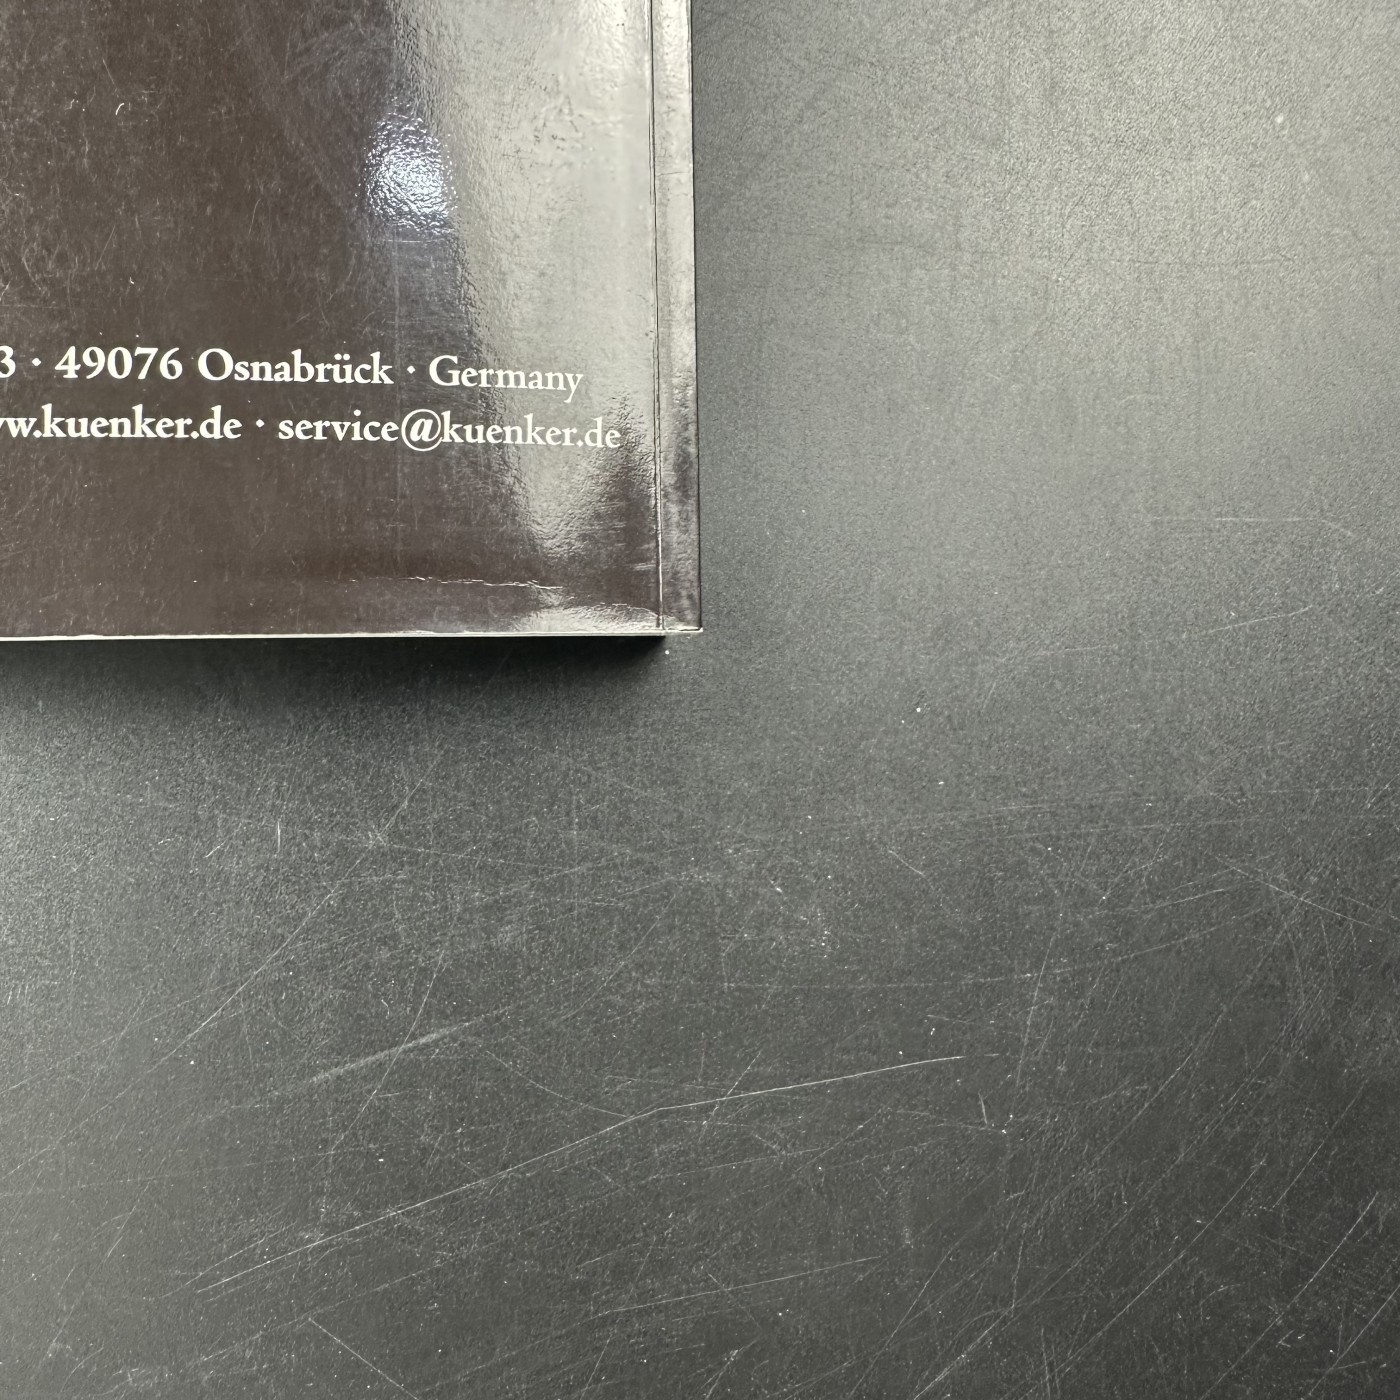 3 · 49076 Osnabrück · Germany
w.kuenker.de · service@kuenker.de